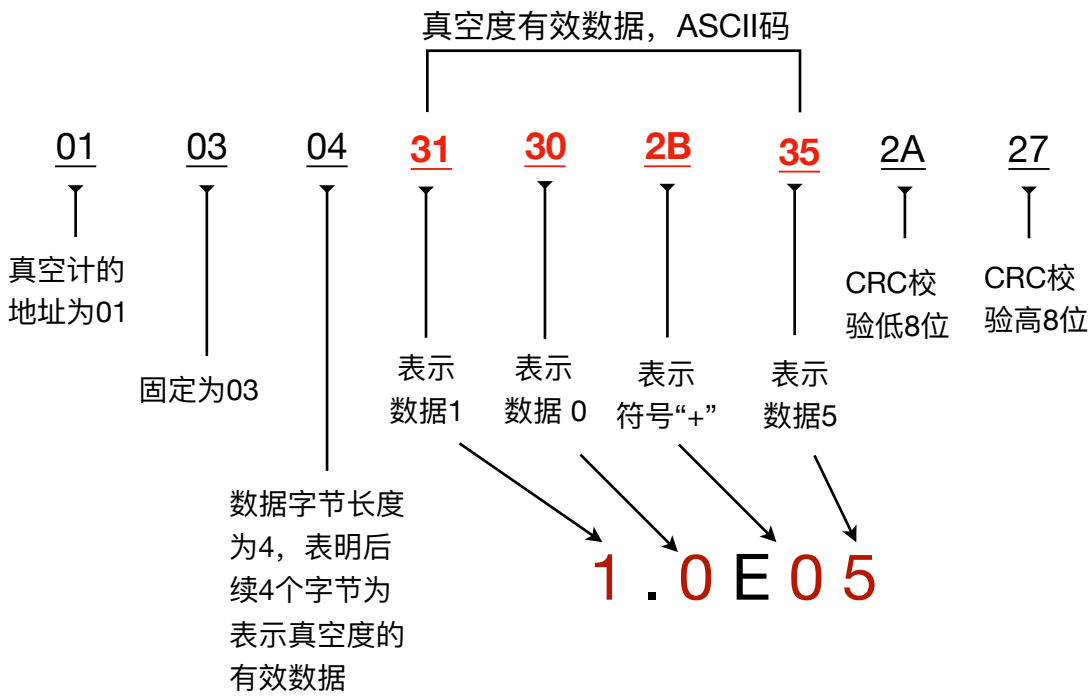 真空度有效数据，ASCII码
01 03 04 31 30 2B 35 2A 27
真空计的
地址为01
固定为03
数据字节长度
为4，表明后
续4个字节为
表示真空度的
有效数据
表示
数据1
表示
数据 0
表示
符号“+”
表示
数据5
CRC校
验低8位
CRC校
验高8位
1.0E05